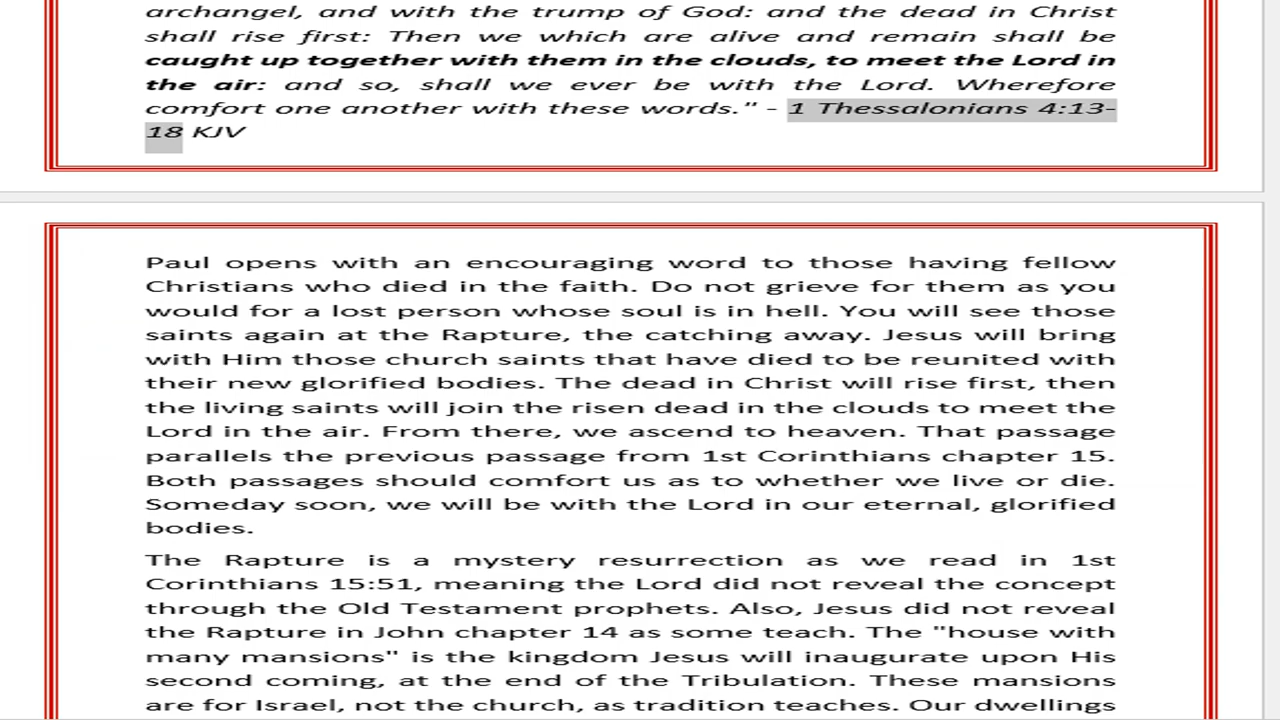 archangel, and with the trump of God: and the dead in Christ
shall rise first: Then we which are alive and remain shall be
caught up together with them in the clouds, to meet the Lord in
the air: and so, shall we ever be with the Lord. Wherefore
comfort one another with these words." - 1 Thessalonians 4:13-
18 KJV
Paul opens with an encouraging word to those having fellow
Christians who died in the faith. Do not grieve for them as you
would for a lost person whose soul is in hell. You will see those
saints again at the Rapture, the catching away. Jesus will bring
with Him those church saints that have died to be reunited with
their new glorified bodies. The dead in Christ will rise first, then
the living saints will join the risen dead in the clouds to meet the
Lord in the air. From there, we ascend to heaven. That passage
parallels the previous passage from 1st Corinthians chapter 15.
Both passages should comfort us as to whether we live or die.
Someday soon, we will be with the Lord in our eternal, glorified
bodies.
The Rapture is a mystery resurrection as we read in 1st
Corinthians 15:51, meaning the Lord did not reveal the concept
through the Old Testament prophets. Also, Jesus did not reveal
the Rapture in John chapter 14 as some teach. The "house with
many mansions" is the kingdom Jesus will inaugurate upon His
second coming, at the end of the Tribulation. These mansions
are for Israel, not the church, as tradition teaches. Our dwellings